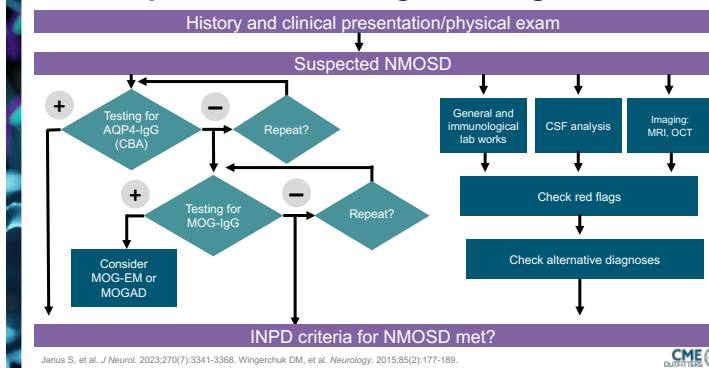 History and clinical presentation/physical exam
Suspected NMOSD
+
Testing for
AQP4-IgG
(CBA)
−
Repeat?
General and
immunological
lab works
CSF analysis
Imaging:
MRI, OCT
+
Testing for
MOG-IgG
−
Repeat?
Check red flags
Consider
MOG-EM or
MOGAD
Check alternative diagnoses
INPD criteria for NMOSD met?
Jarius S, et al. J Neurol. 2023;270(7):3341-3368. Wingerchuk DM, et al. Neurology. 2015;85(2):177-189.
CME
OUTFITTERS